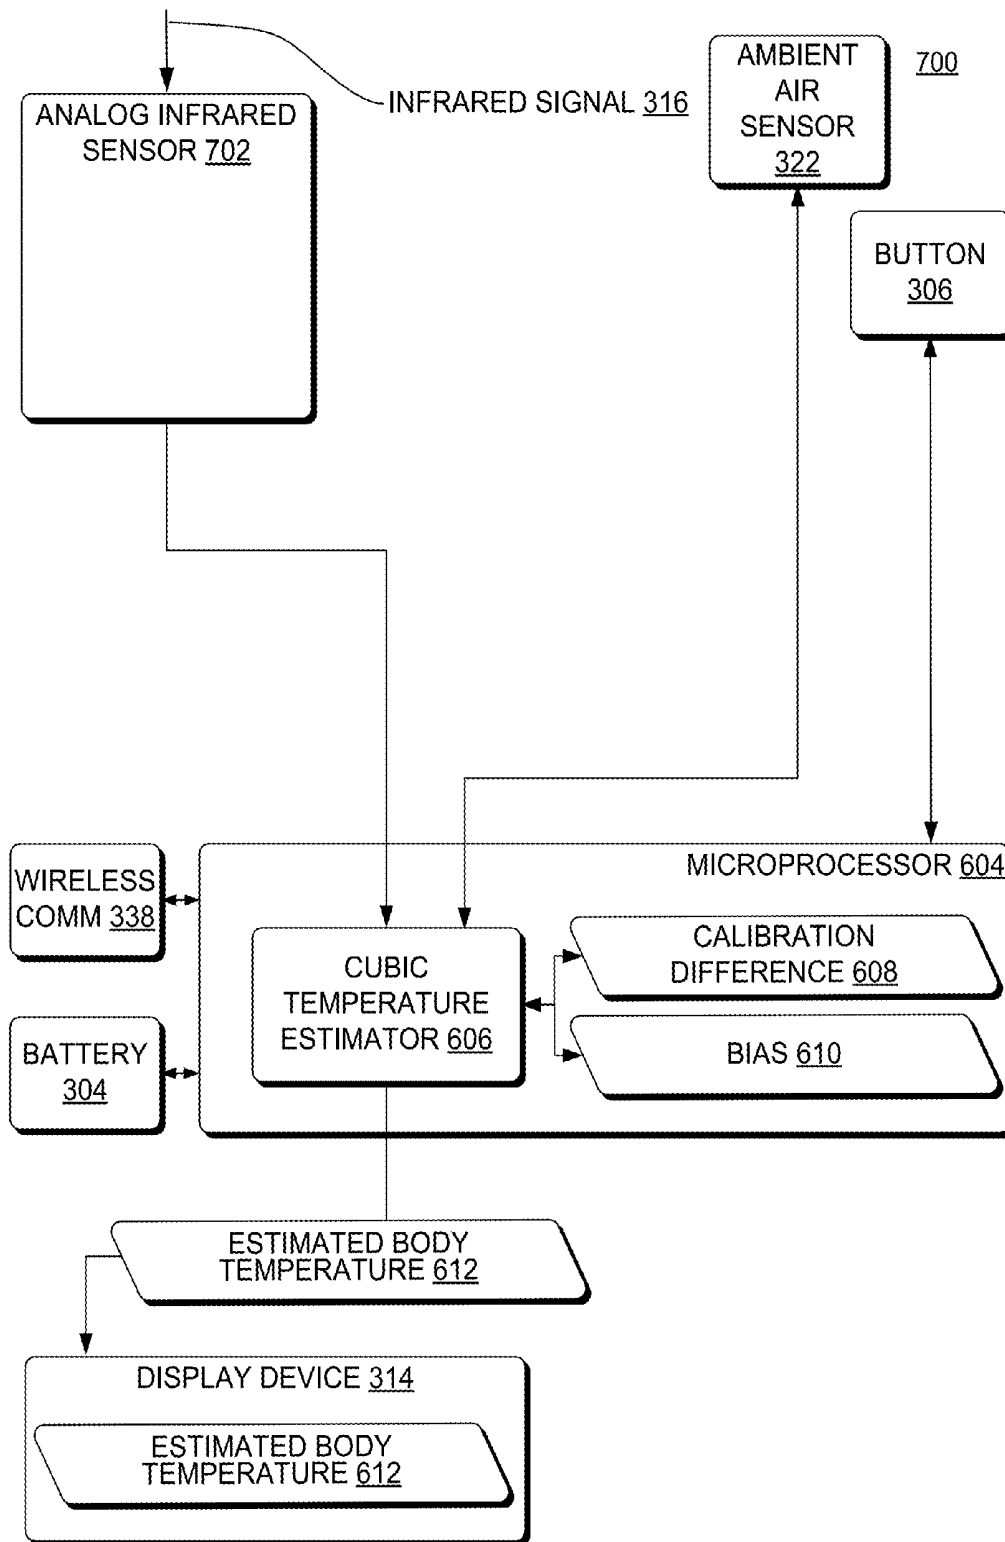 AMBIENT
AIR
SENSOR
322
700
ANALOG INFRARED
SENSOR 702
INFRARED SIGNAL 316
BUTTON
306
MICROPROCESSOR 604
WIRELESS
COMM 338
CALIBRATION
DIFFERENCE 608
CUBIC
TEMPERATURE
ESTIMATOR 606
BATTERY
304
BIAS 610
ESTIMATED BODY
TEMPERATURE 612
DISPLAY DEVICE 314
ESTIMATED BODY
TEMPERATURE 612